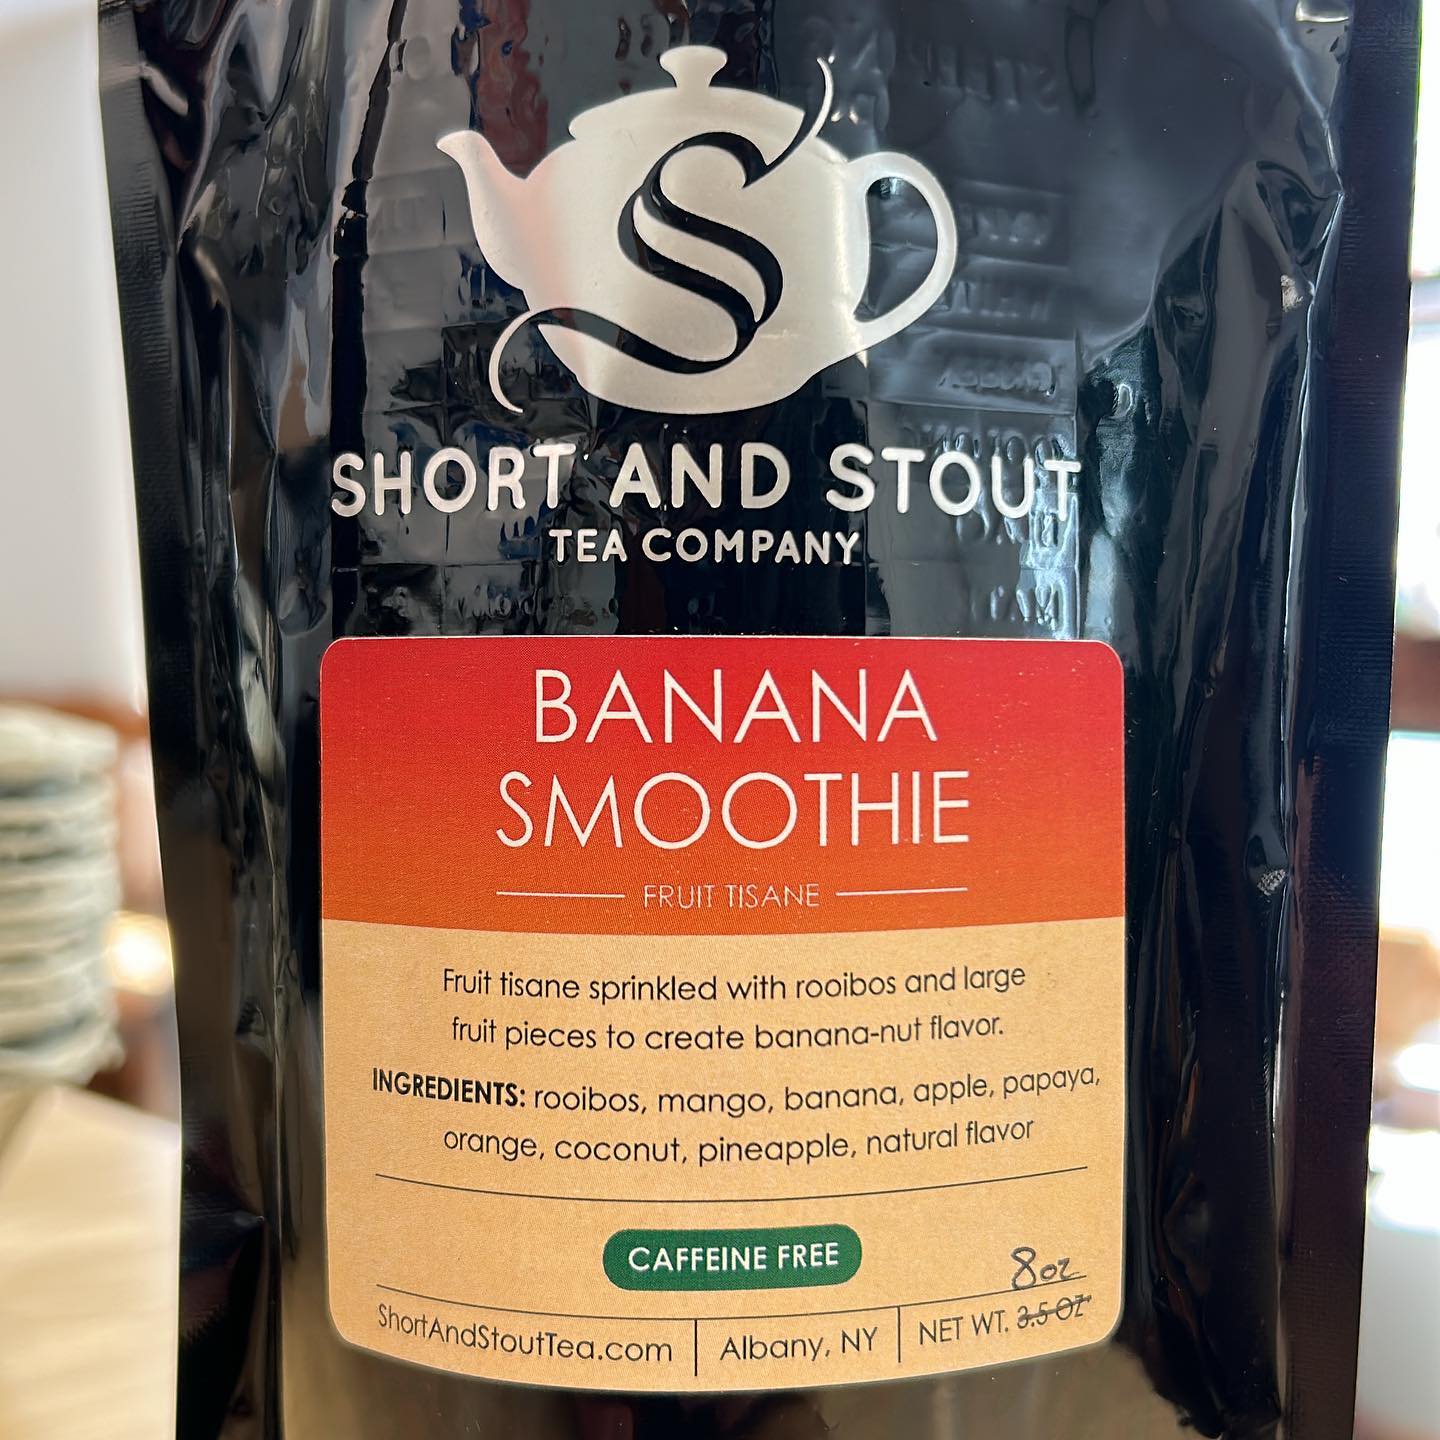 S
SHORT AND STOUT
TEA COMPANY
BANANA
SMOOTHIE
FRUIT TISANE
Fruit tisane sprinkled with rooibos and large
fruit pieces to create banana-nut flavor.
INGREDIENTS: rooibos, mango, banana, apple, papaya,
orange, coconut, pineapple, natural flavor
CAFFEINE FREE
8oz
ShortAndStoutTea.com | Albany, NY | NET WT. 3.5 OZ